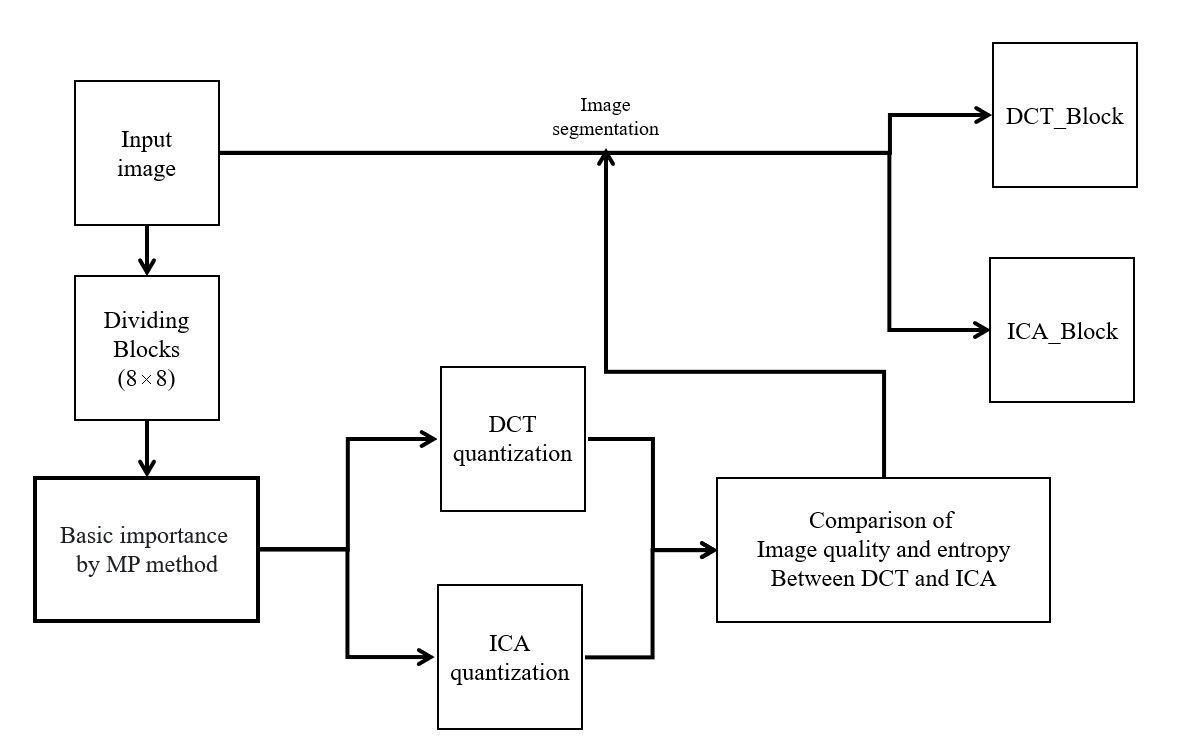 Input
image
Image
segmentation
DCT_Block
Dividing
Blocks
(8×8)
ICA_Block
DCT
quantization
Basic importance
by MP method
Comparison of
Image quality and entropy
Between DCT and ICA
ICA
quantization